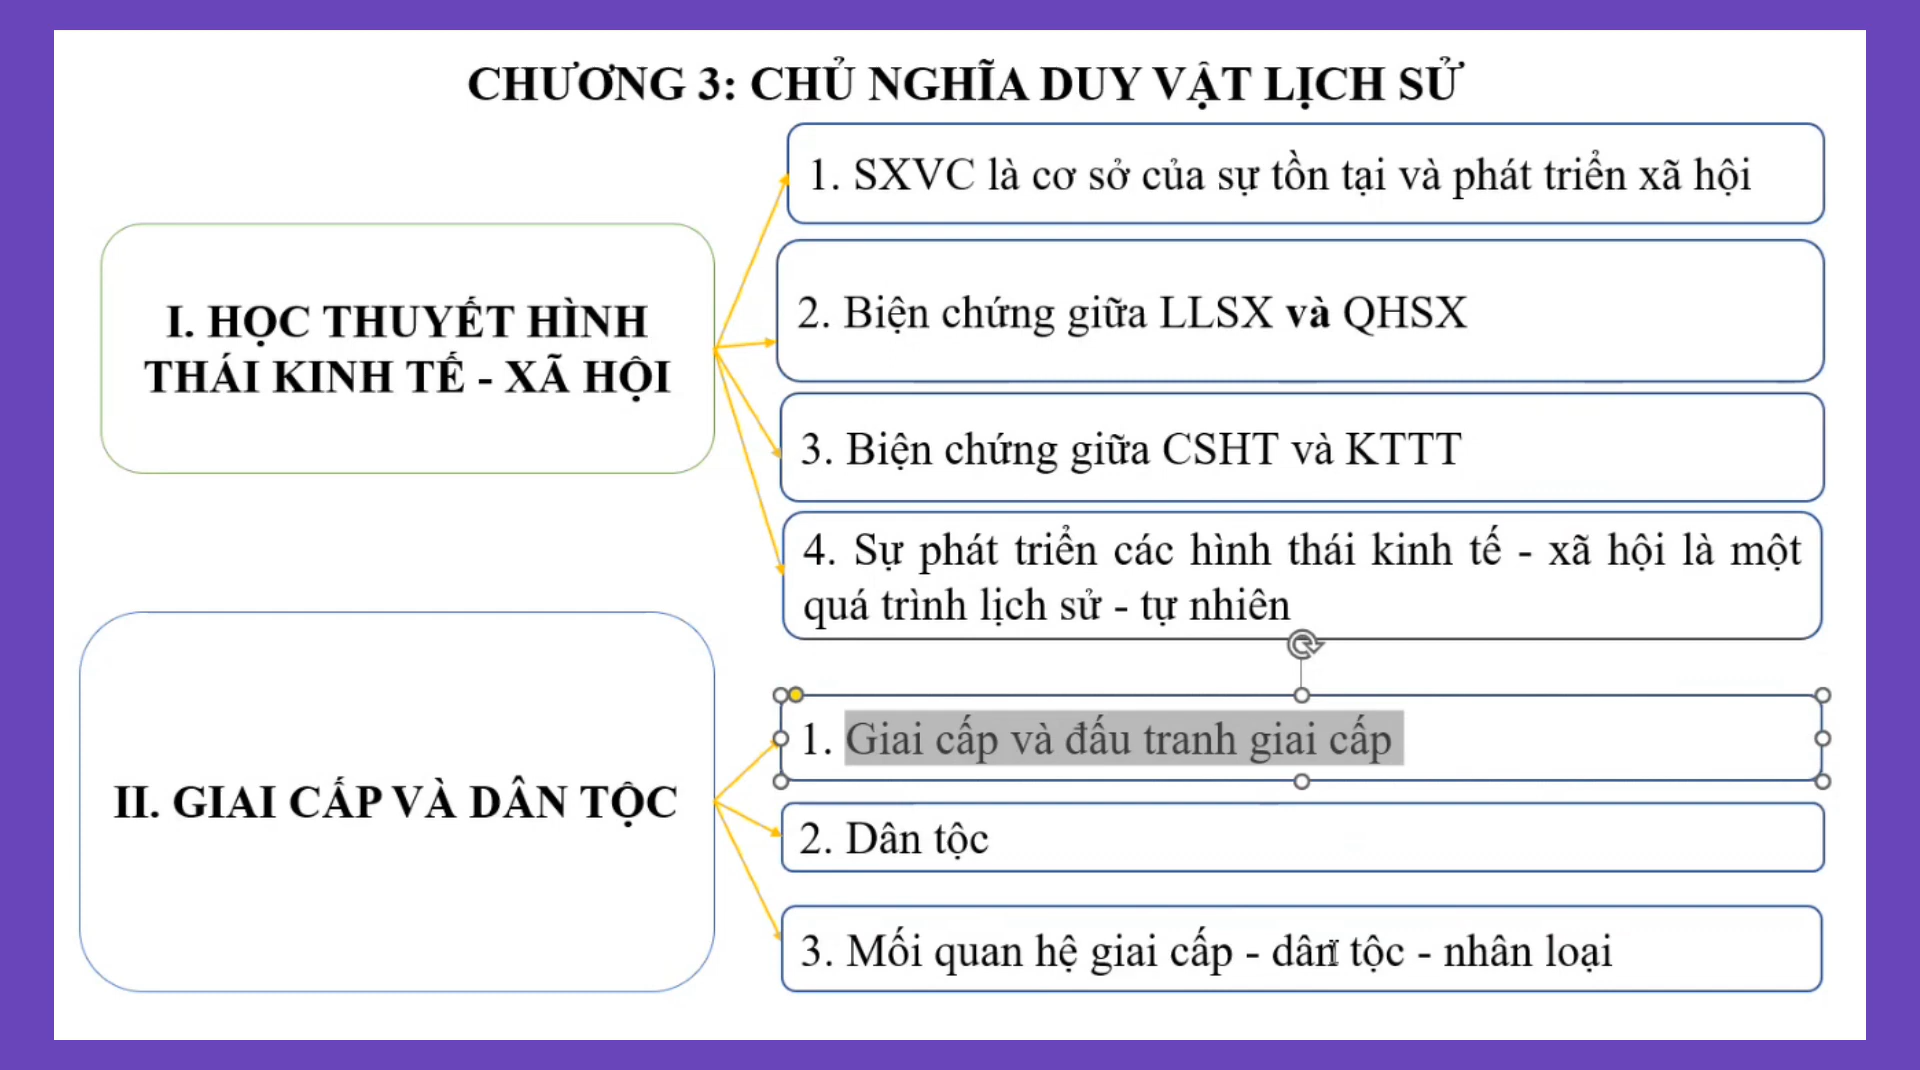 CHƯƠNG 3: CHỦ NGHĨA DUY VẬT LỊCH SỬ
I. HỌC THUYẾT HÌNH
THÁI KINH TẾ - XÃ HỘI
1. SXVC là cơ sở của sự tồn tại và phát triển xã hội
2. Biện chứng giữa LLSX và QHSX
3. Biện chứng giữa CSHT và KTTT
4. Sự phát triển các hình thái kinh tế - xã hội là một
quá trình lịch sử - tự nhiên
II. GIAI CẤP VÀ DÂN TỘC
1. Giai cấp và đấu tranh giai cấp
2. Dân tộc
3. Mối quan hệ giai cấp - dân tộc - nhân loại